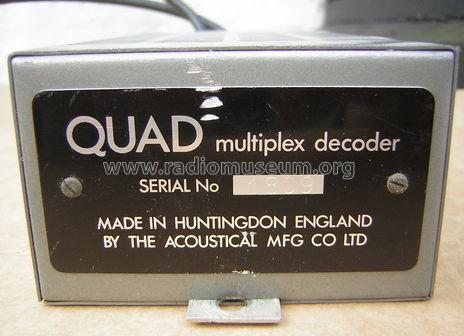 QUAD multiplex decoder
www.radiomuseum.org
SERIAL No
MADE IN HUNTINGDON ENGLAND
BY THE ACOUSTICAL MFG CO LTD